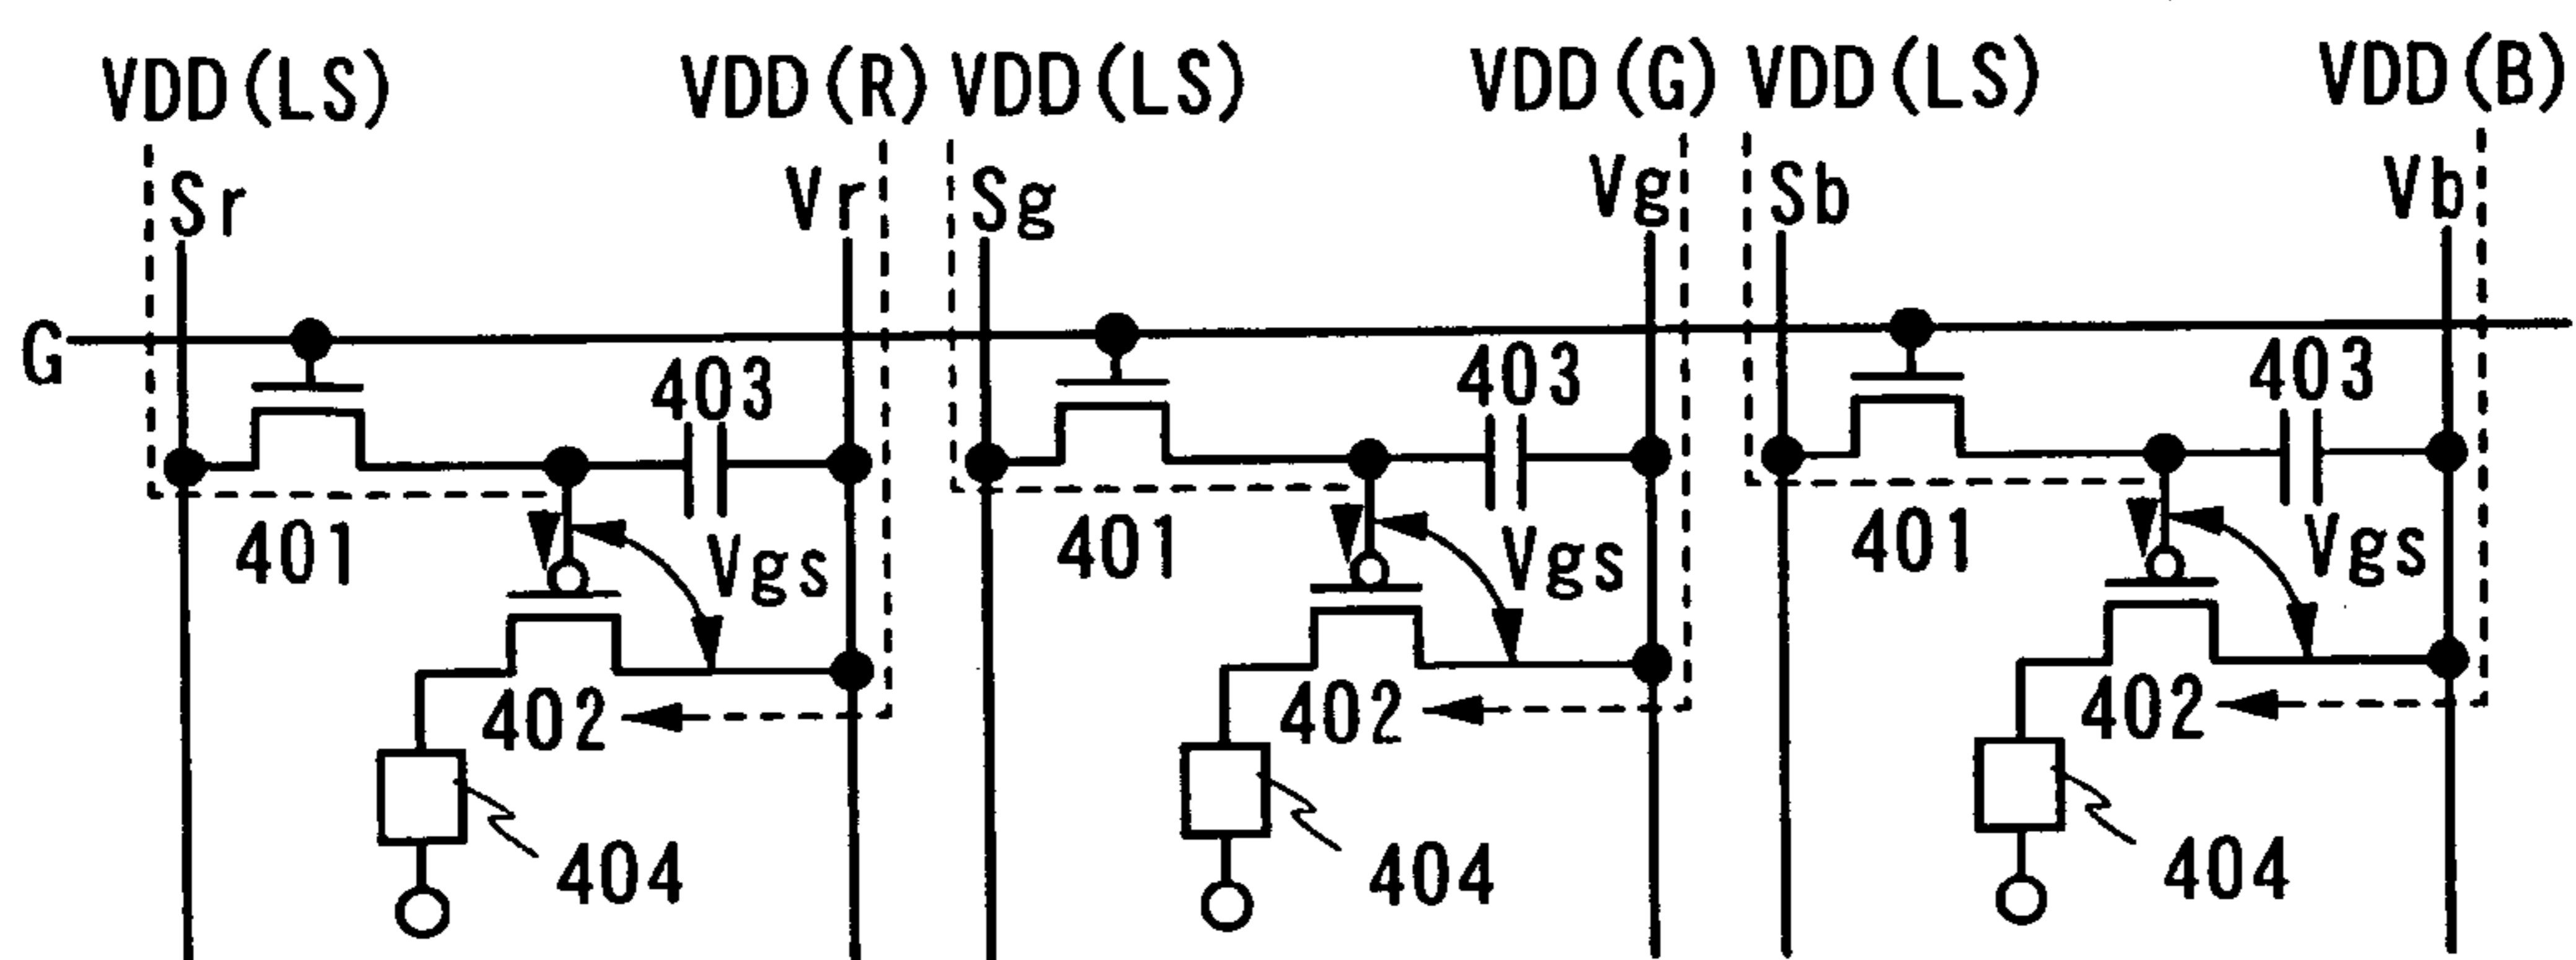 VDD(LS) VDD(R) VDD(LS) VDD(G) VDD(LS) VDD(B)
Sr Vr Sg Vg Sb Vb
G
403 403 403
401 Vgs 401 Vgs 401 Vgs
402 402 402
404 404 404